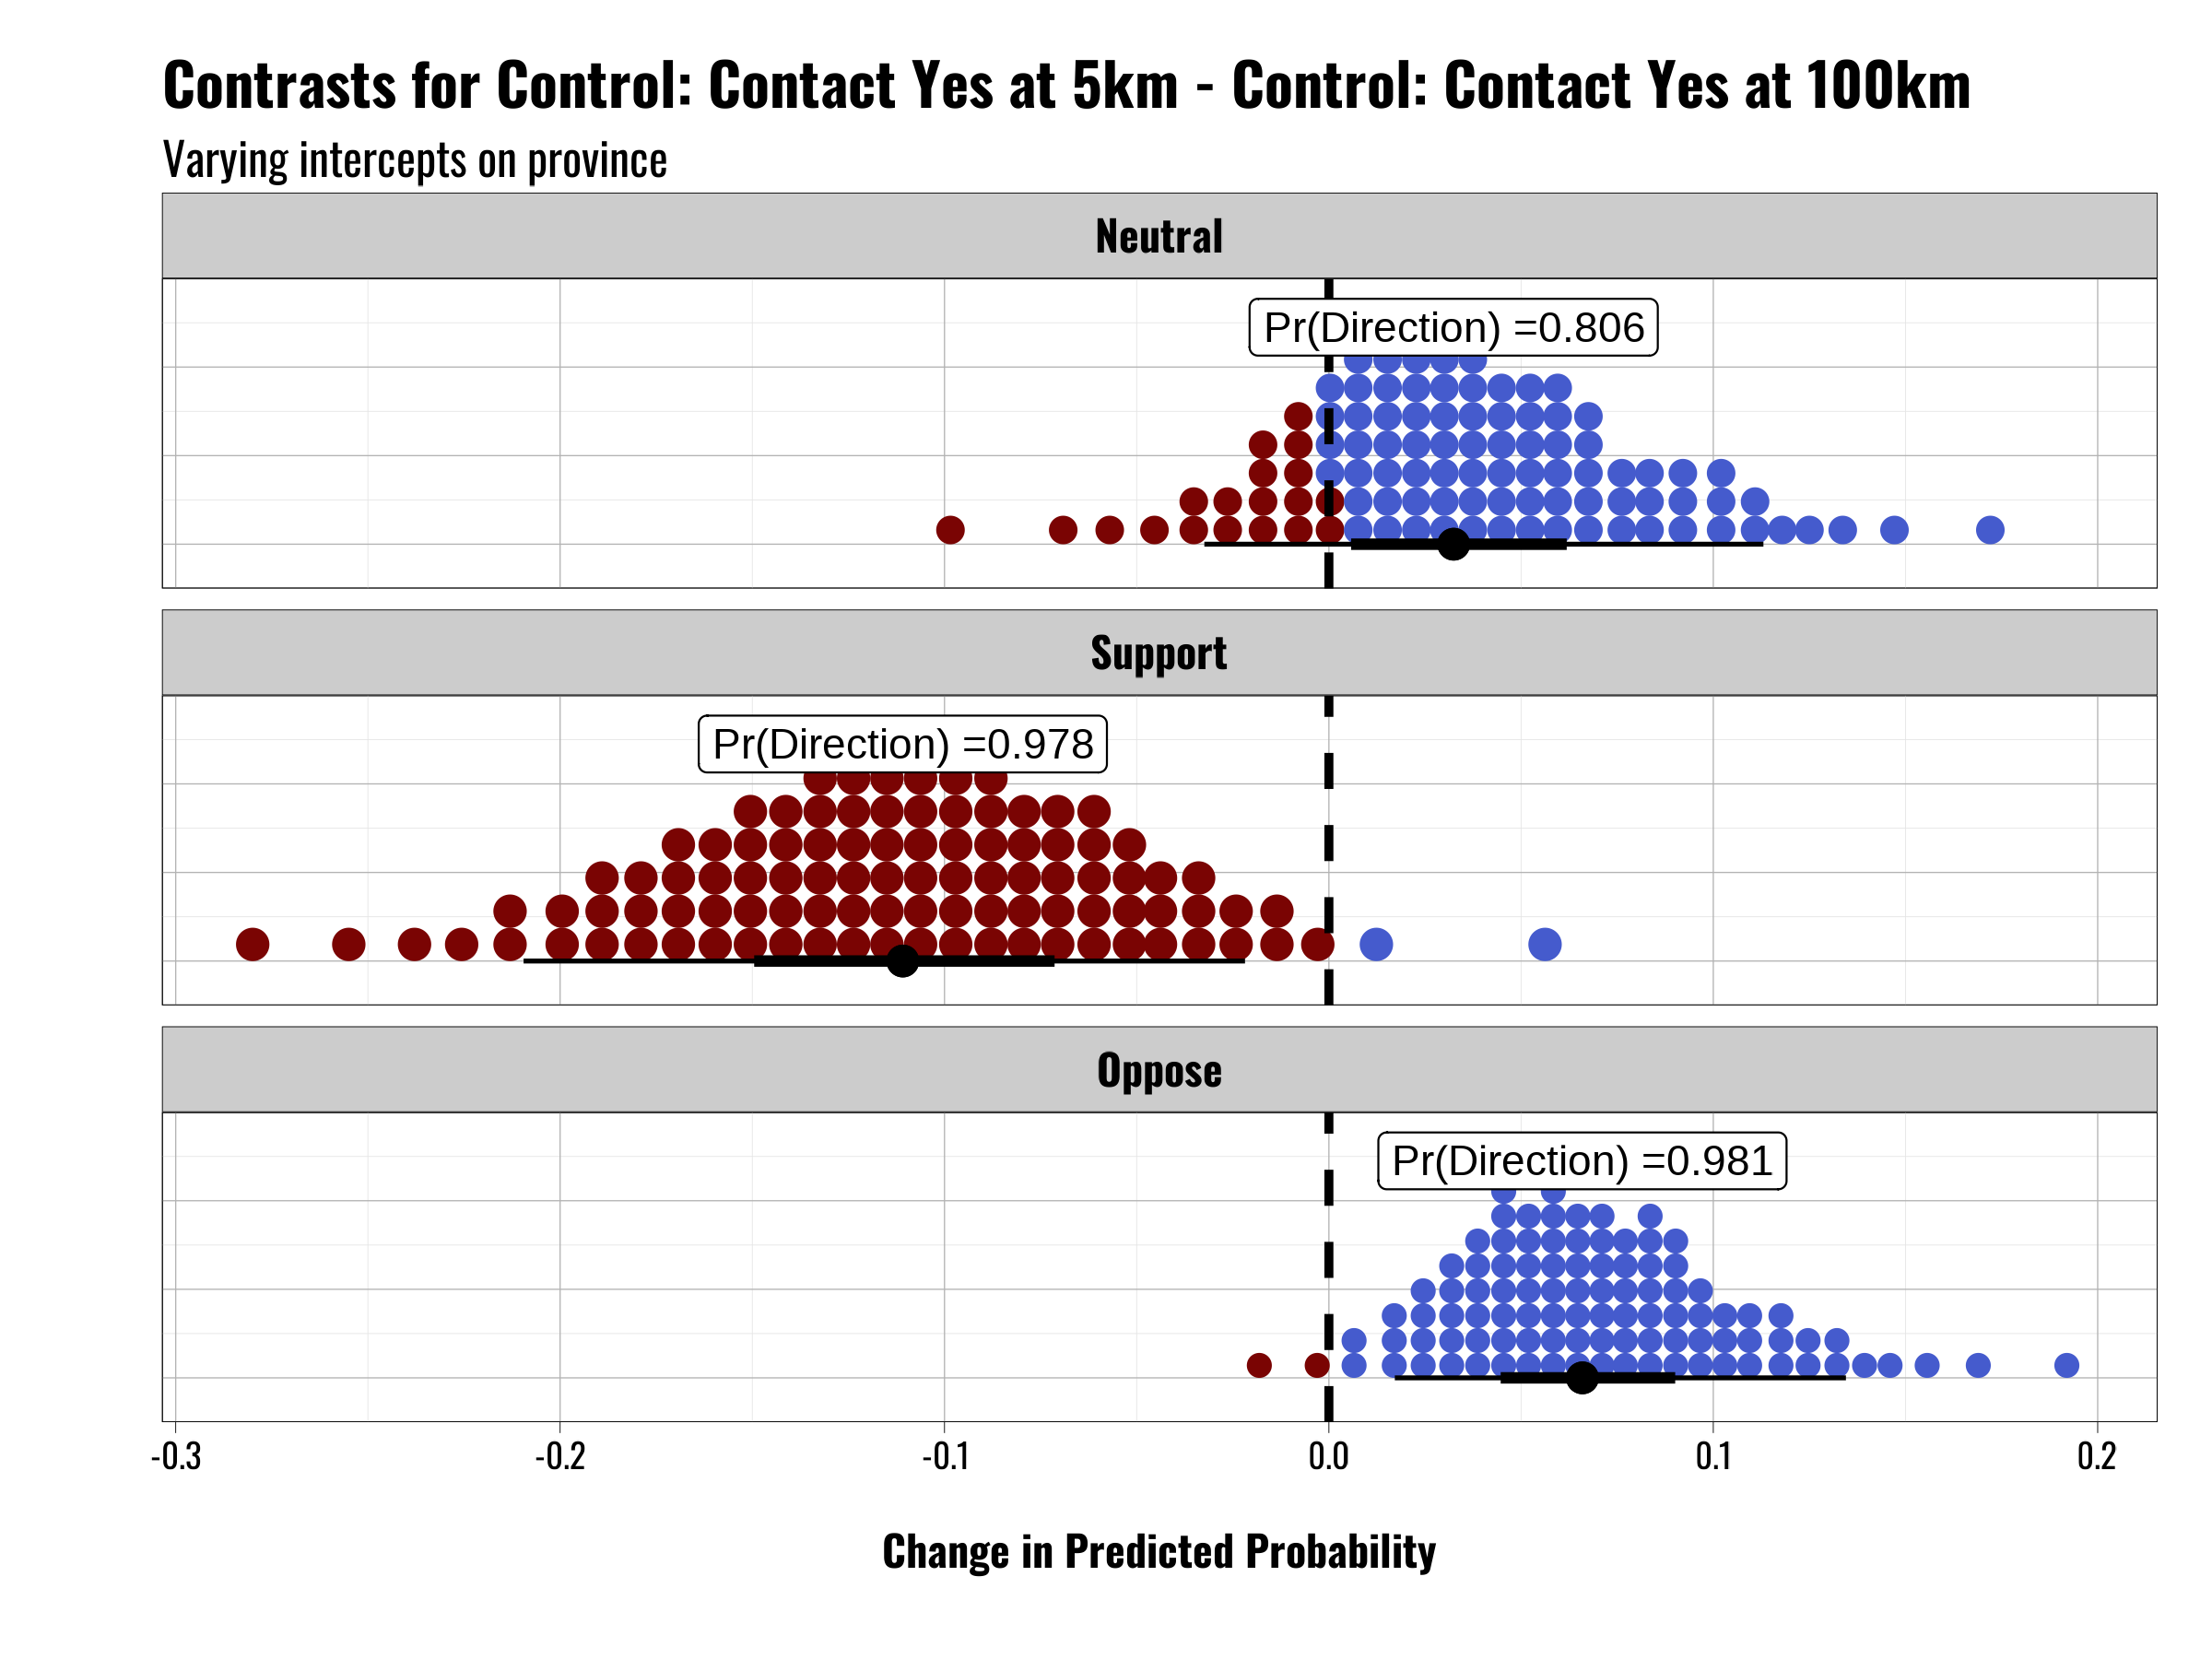 Contrasts for Control: Contact Yes at 5km - Control: Contact Yes at 100km
Varying intercepts on province
Neutral
Pr(Direction) =0.806
Support
Pr(Direction) =0.978
Oppose
Pr(Direction) =0.981
-0.3 -0.2 -0.1 0.0 0.1 0.2
Change in Predicted Probability